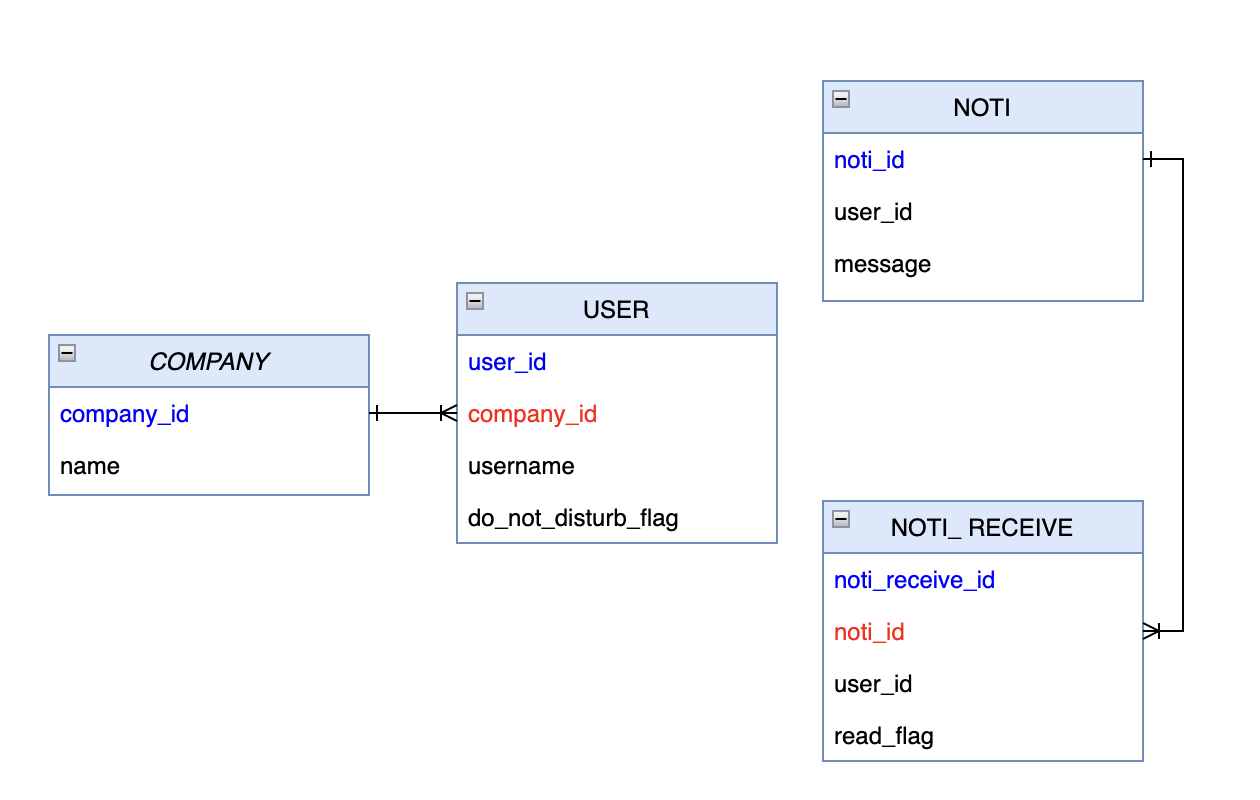 COMPANY
company_id
name
USER
user_id
company_id
username
do_not_disturb_flag
NOTI
noti_id
user_id
message
NOTI_ RECEIVE
noti_receive_id
noti_id
user_id
read_flag